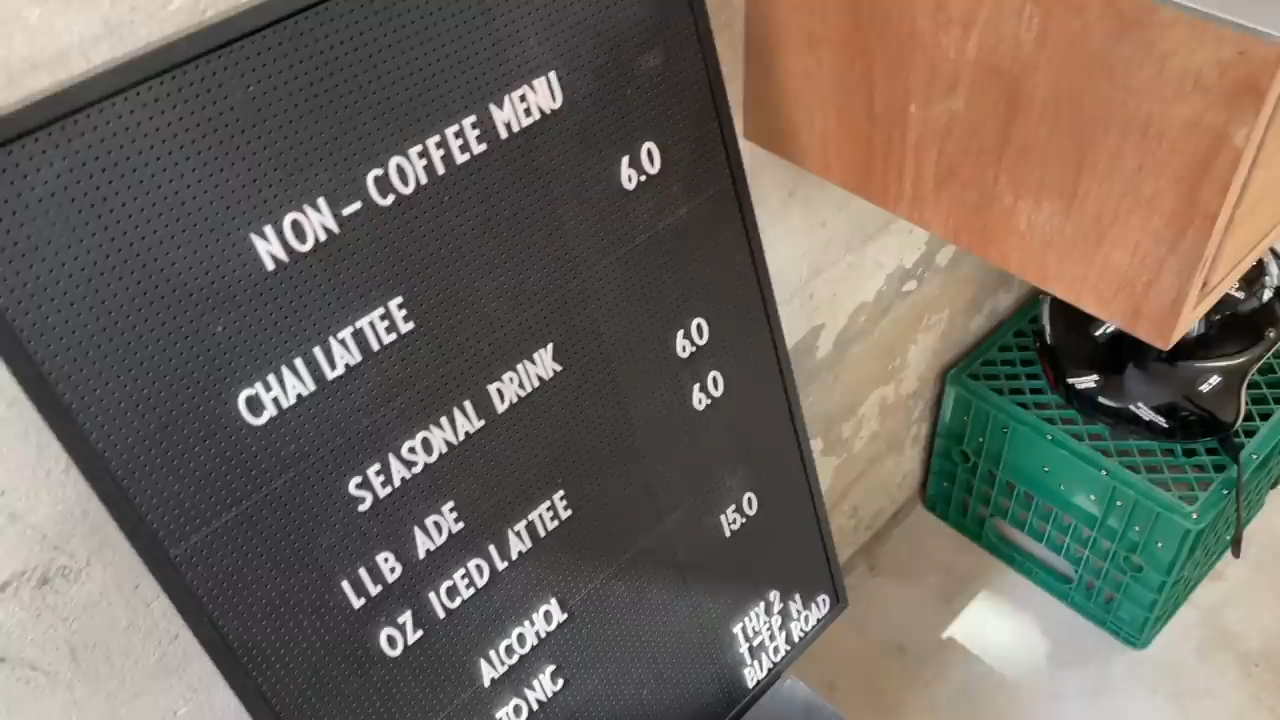 NON-COFFEE MENU
CHAI LATTEE 6.0
SEASONAL DRINK
LLB ADE 6.0
OZ ICED LATTEE 6.0
ALCOHOL
TONIC 15.0
THX 2
T-EP N
BLACK ROAD